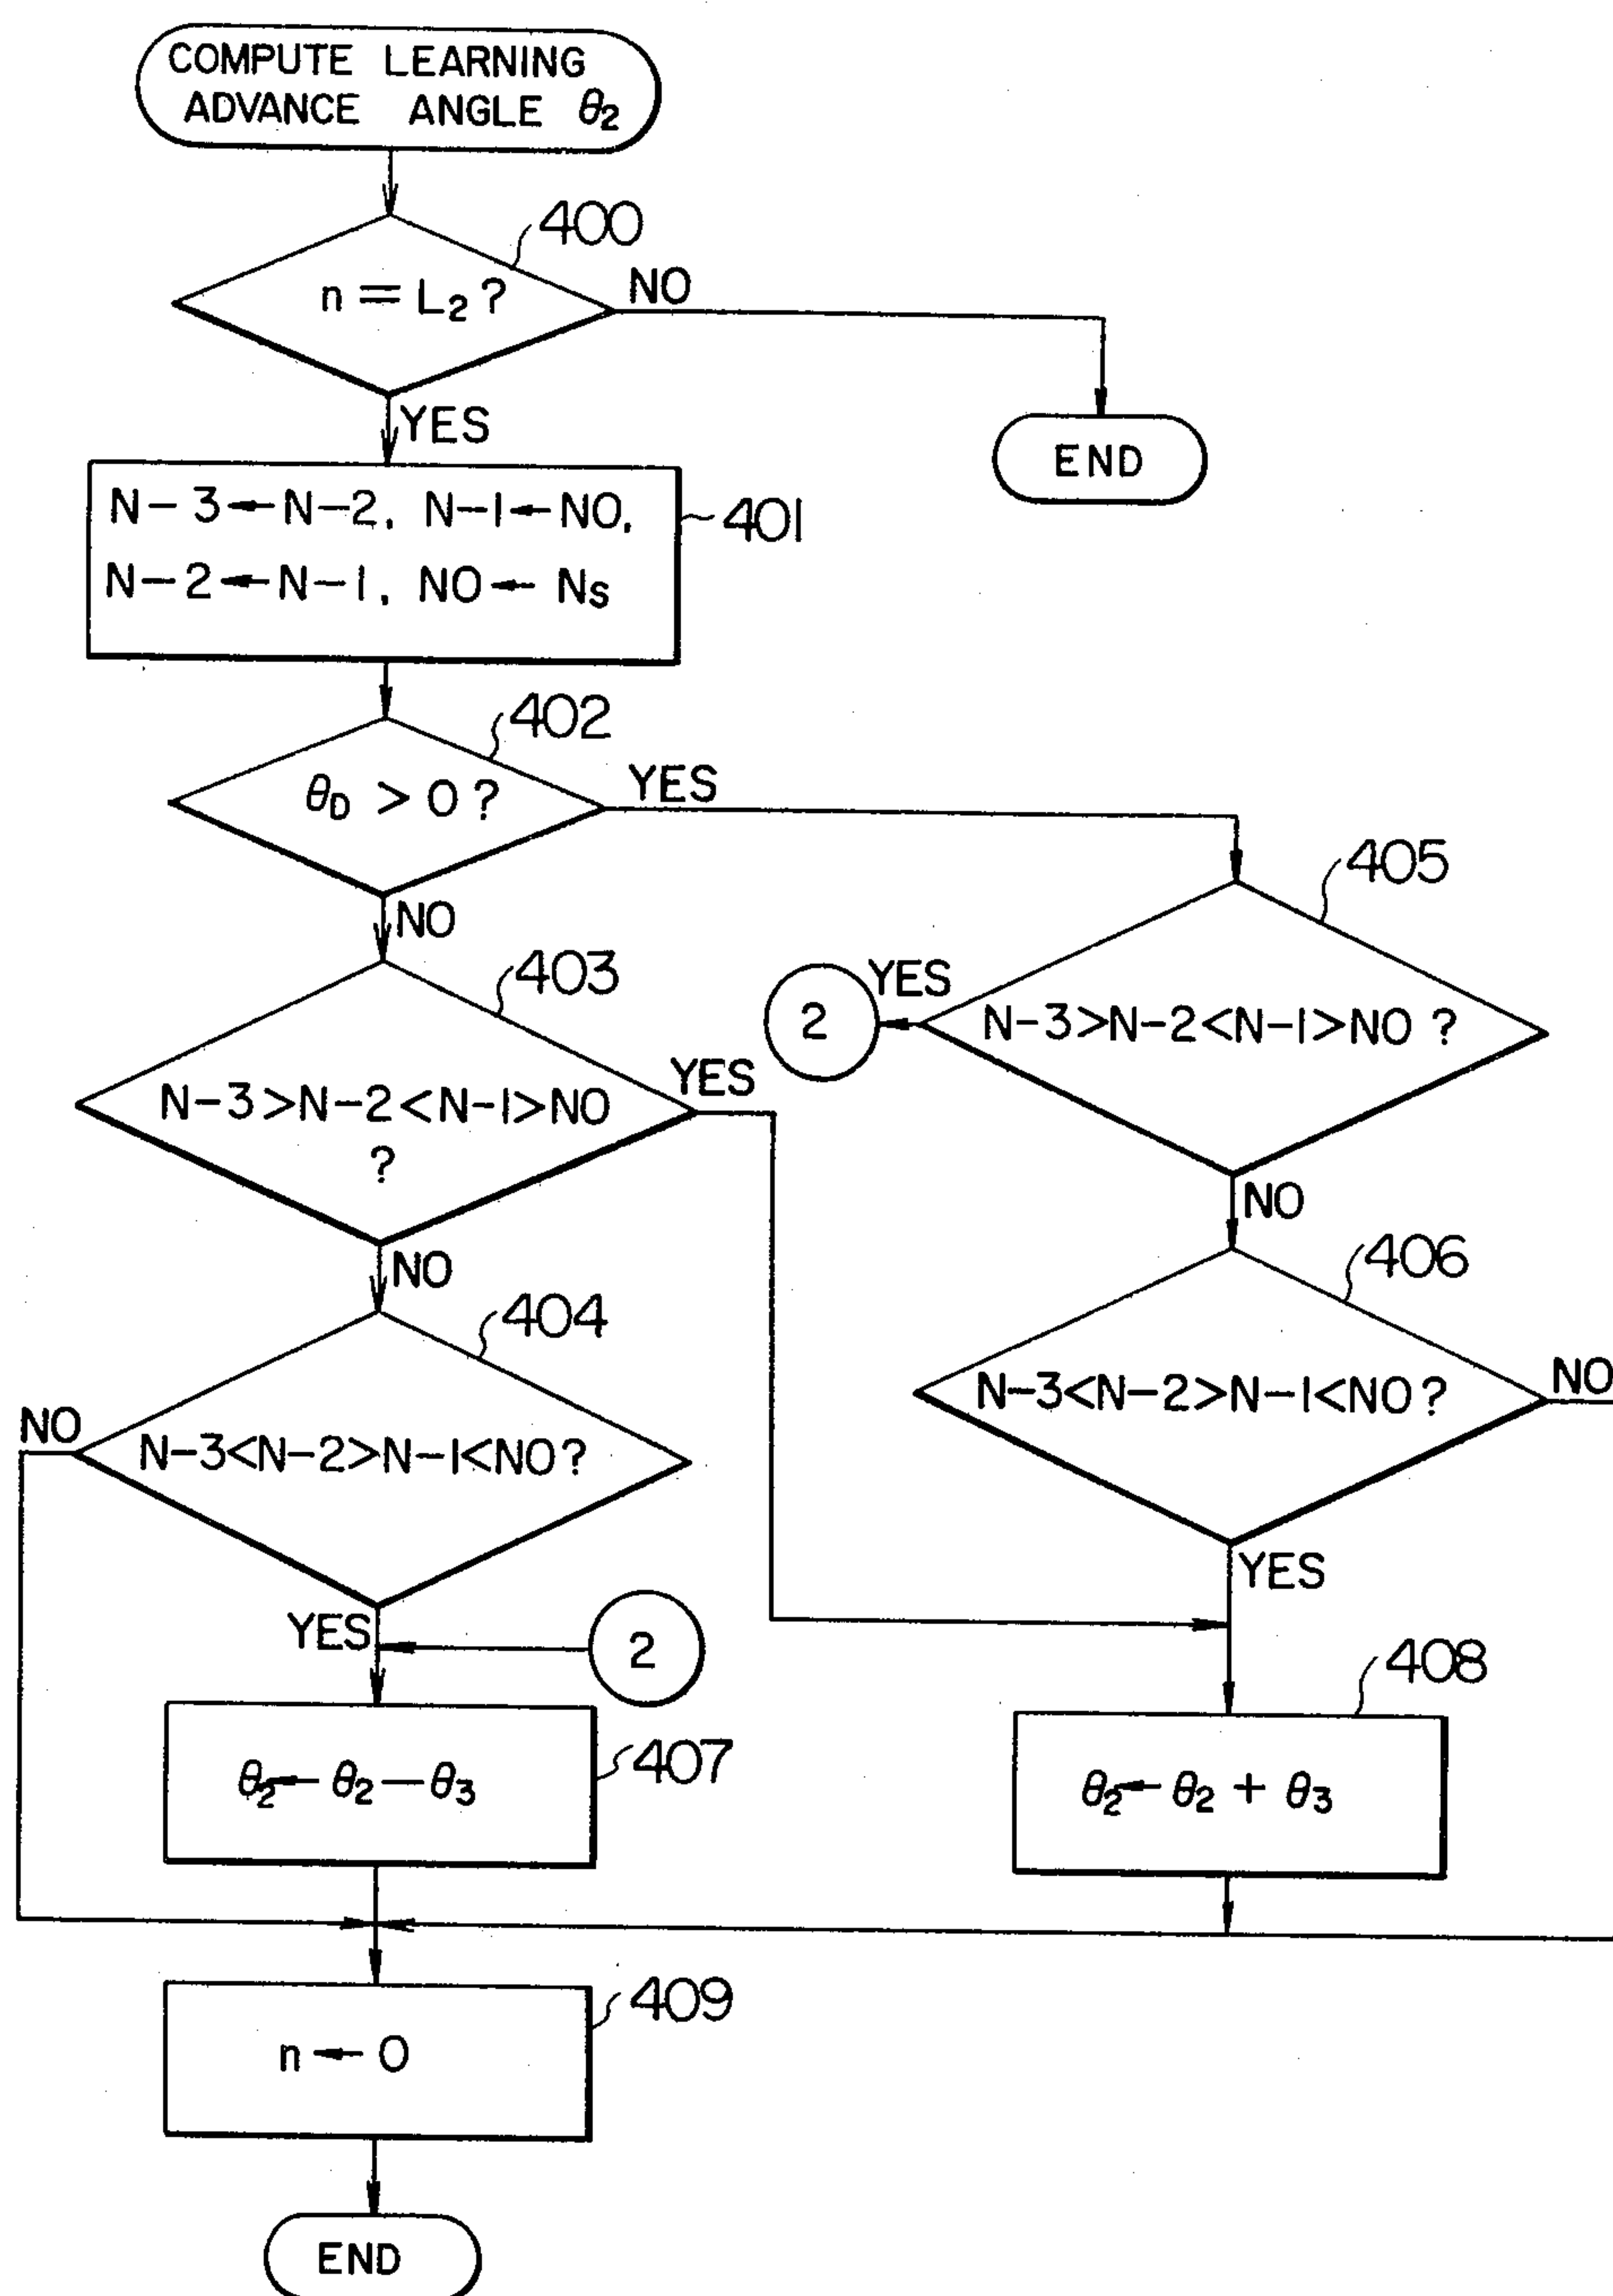 COMPUTE LEARNING
ADVANCE ANGLE θ₂
400
n = L₂ ?
NO
YES
END
N-3←N-2, N-1←NO,
N-2←N-1, NO← Ns
401
402
θD > 0 ?
YES
NO
405
403
YES
2
N-3>N-2<N-1>NO ?
YES
N-3>N-2<N-1>NO
?
NO
NO
406
404
NO
N-3<N-2>N-1<NO?
NO
N-3<N-2>N-1<NO?
YES
YES
2
408
407
θ₂← θ₂ — θ₃
θ₂← θ₂ + θ₃
409
n ← 0
END